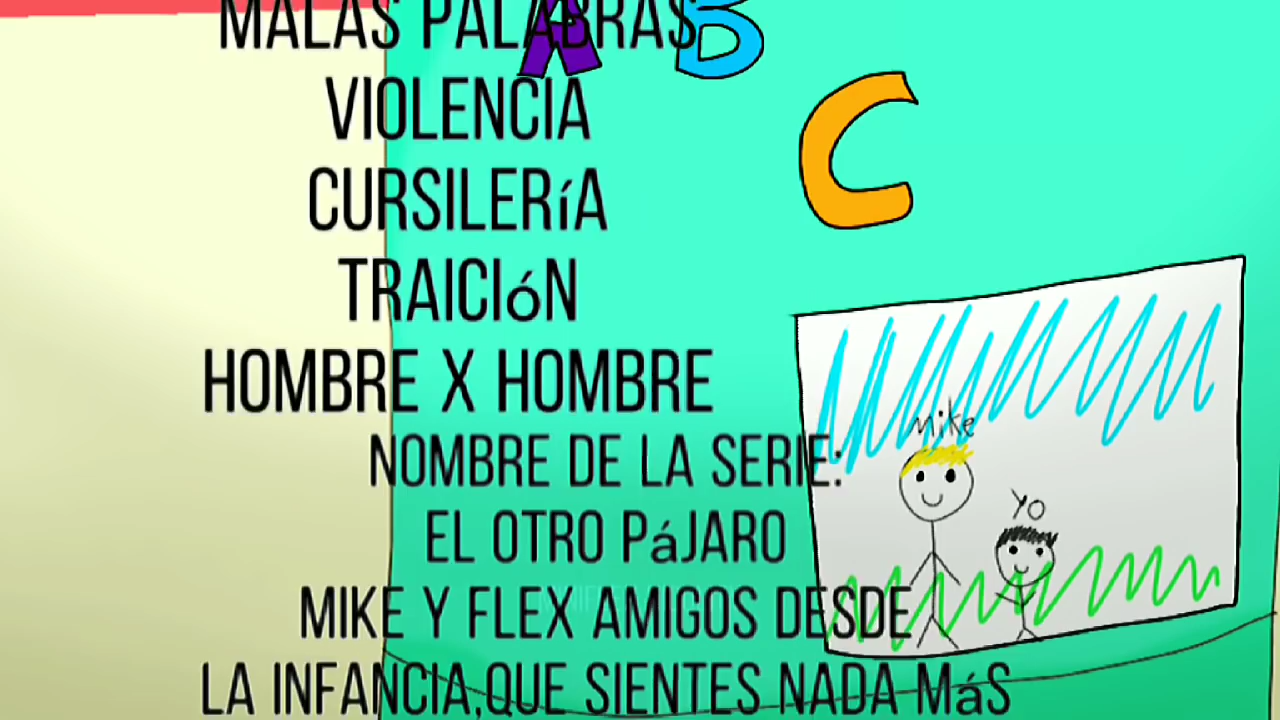 MALAS PALABRAS
A B
VIOLENCIA
C
CURSILERíA
TRAICIóN
HOMBRE X HOMBRE
Mike
NOMBRE DE LA SERIE:
Yo
EL OTRO PáJARO
MIKE Y FLEX AMIGOS DESDE
LA INFANCIA,QUE SIENTES NADA MáS